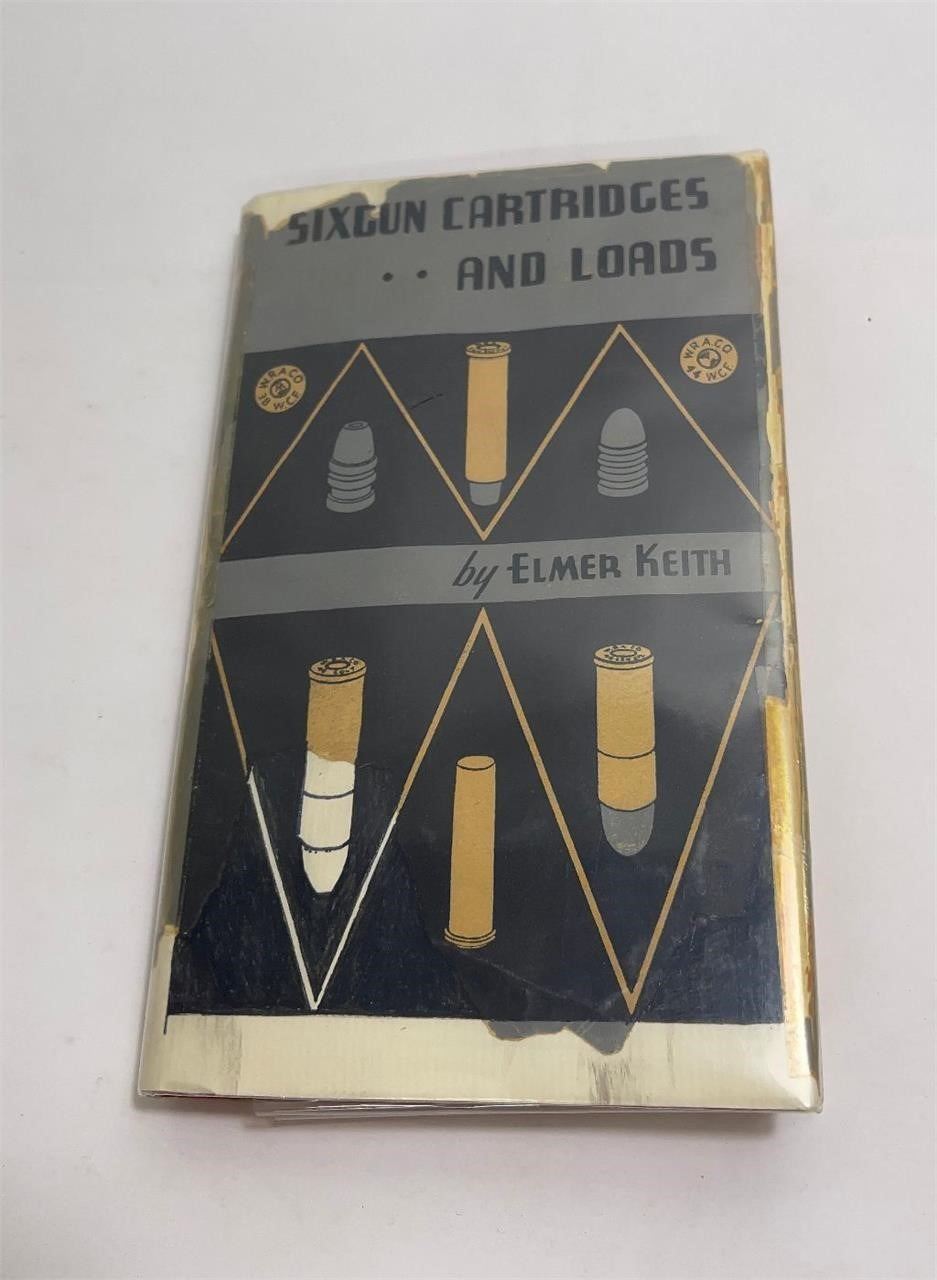 SIXGUN CARTRIDGES
.. AND LOADS
W.R.A.CO
38 W.C.F.
W.R.A.CO
44 W.C.F.
by ELMER KEITH